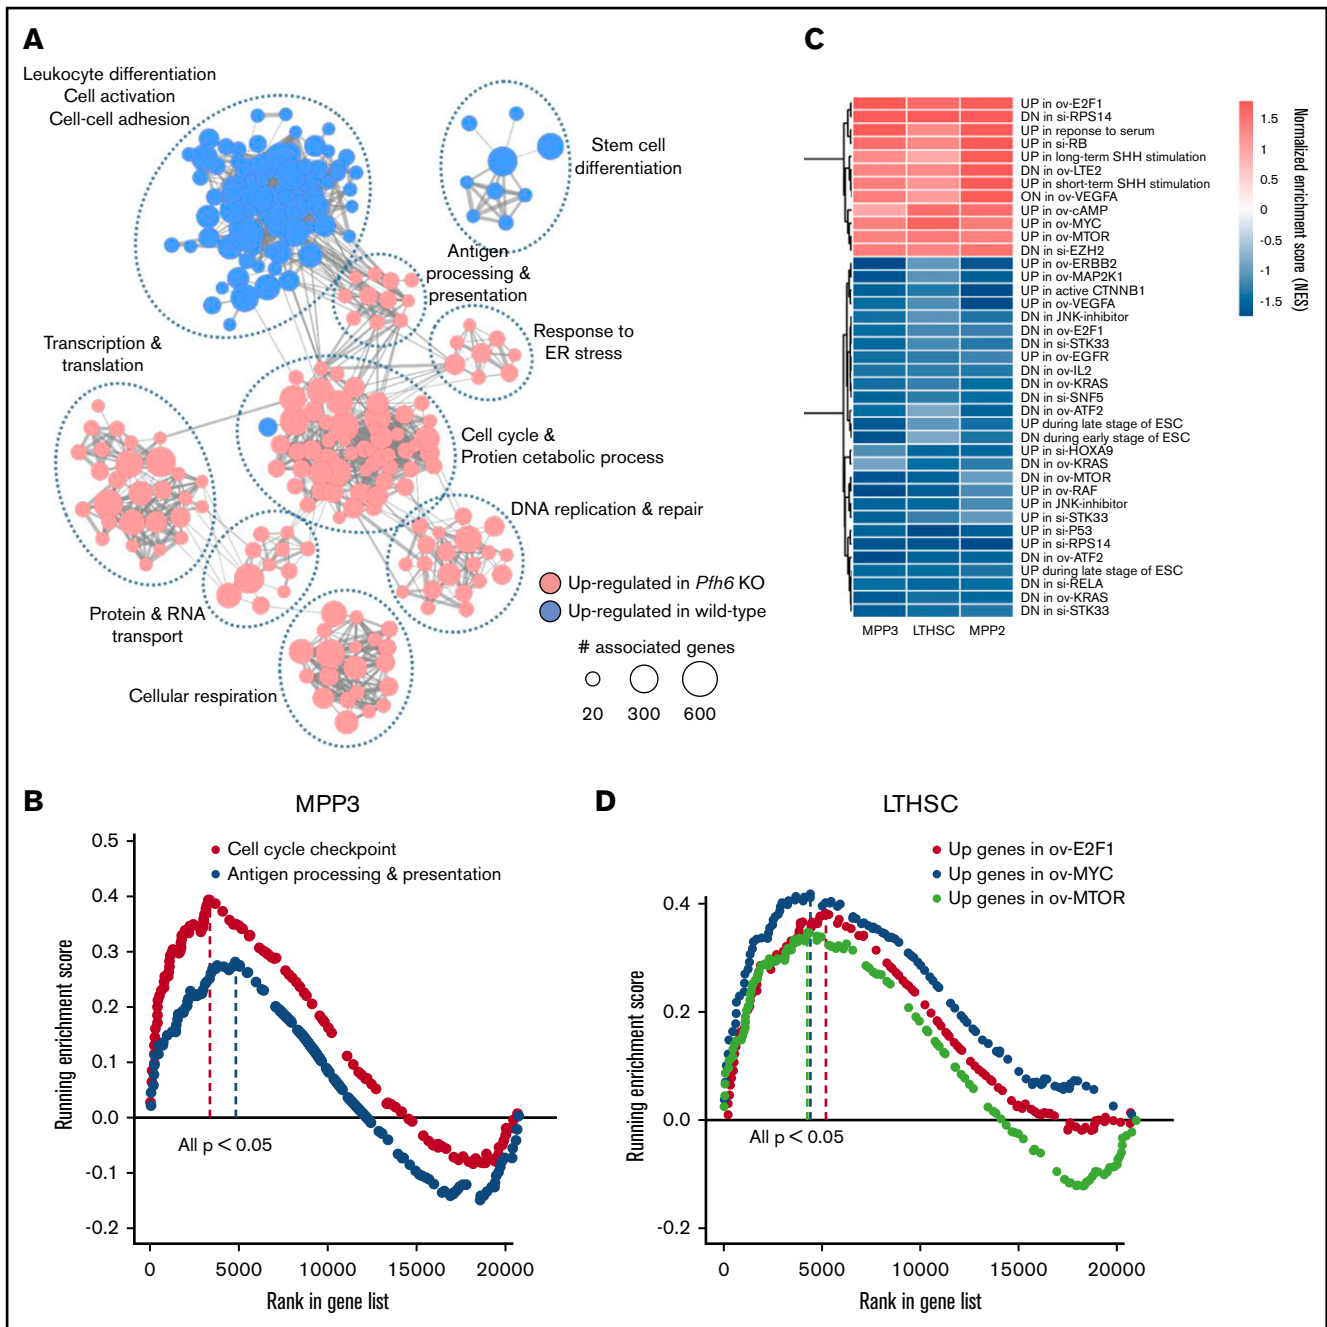 A
Leukocyte differentiation
Cell activation
Cell-cell adhesion
Stem cell
differentiation
Antigen
processing &
presentation
Response to
ER stress
Transcription &
translation
Cell cycle &
Protien cetabolic process
DNA replication & repair
Protein & RNA
transport
Cellular respiration
Up-regulated in Pfh6 KO
Up-regulated in wild-type
# associated genes
20 300 600
C
UP in ov-E2F1
DN in si-RPS14
UP in reponse to serum
UP in si-RB
UP in long-term SHH stimulation
DN in ov-LTE2
UP in short-term SHH stimulation
ON in ov-VEGFA
UP in ov-cAMP
UP in ov-MYC
UP in ov-MTOR
DN in si-EZH2
UP in ov-ERBB2
UP in ov-MAP2K1
UP in active CTNNB1
UP in ov-VEGFA
DN in JNK-inhibitor
DN in ov-E2F1
DN in si-STK33
UP in ov-EGFR
DN in ov-IL2
DN in ov-KRAS
DN in si-SNF5
DN in ov-ATF2
UP during late stage of ESC
DN during early stage of ESC
UP in si-HOXA9
DN in ov-KRAS
DN in ov-MTOR
UP in ov-RAF
UP in JNK-inhibitor
UP in si-STK33
UP in si-P53
UP in si-RPS14
DN in ov-ATF2
UP during late stage of ESC
DN in si-RELA
DN in ov-KRAS
DN in si-STK33
MPP3 LTHSC MPP2
1.5
1
0.5
0
-0.5
-1
-1.5
Normalized enrichment score (NES)
B
MPP3
Cell cycle checkpoint
Antigen processing & presentation
0.5
0.4
0.3
0.2
0.1
0.0
-0.1
-0.2
Running enrichment score
All p < 0.05
0 5000 10000 15000 20000
Rank in gene list
D
LTHSC
Up genes in ov-E2F1
Up genes in ov-MYC
Up genes in ov-MTOR
0.4
0.2
0.0
-0.2
Running enrichment score
All p < 0.05
0 5000 10000 15000 20000
Rank in gene list